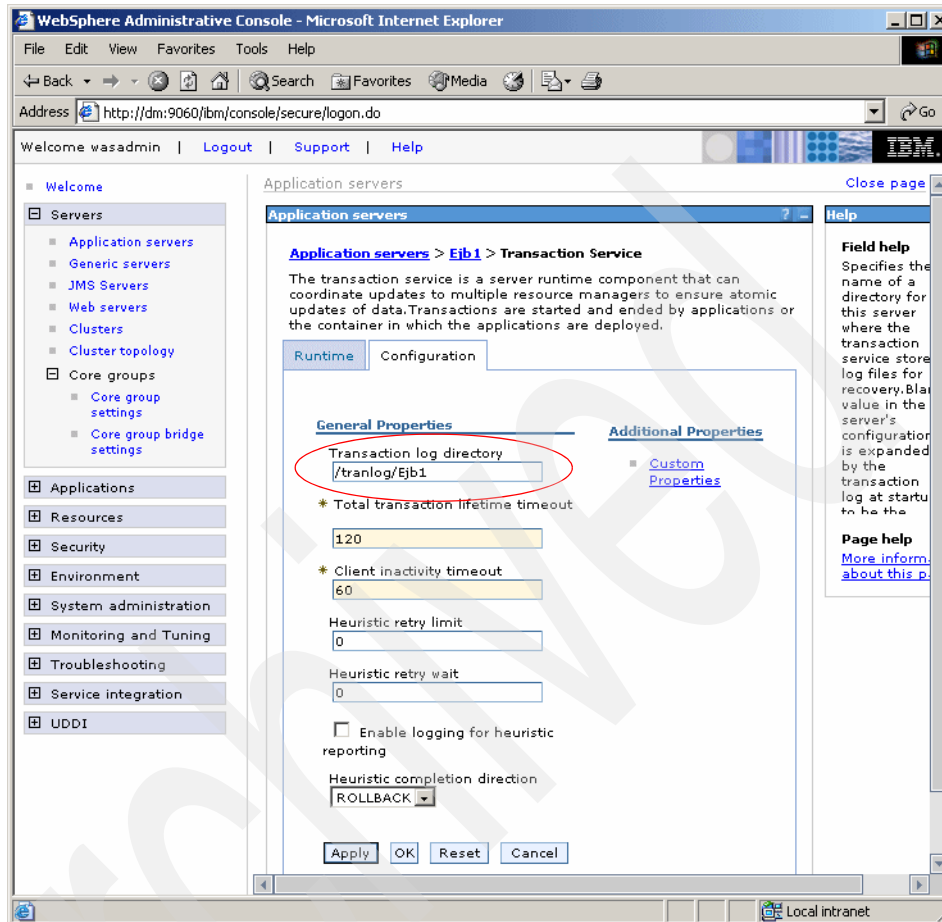 WebSphere Administrative Console - Microsoft Internet Explorer
File Edit View Favorites Tools Help
Back Search Favorites Media
Address http://dm:9060/ibm/console/secure/logon.do Go
Welcome wasadmin | Logout | Support | Help IBM.
Welcome
Servers
Application servers
Generic servers
JMS Servers
Web servers
Clusters
Cluster topology
Core groups
Core group
settings
Core group bridge
settings
Applications
Resources
Security
Environment
System administration
Monitoring and Tuning
Troubleshooting
Service integration
UDDI
Application servers Close page
Application servers ? -
Application servers > Ejb1 > Transaction Service
The transaction service is a server runtime component that can
coordinate updates to multiple resource managers to ensure atomic
updates of data.Transactions are started and ended by applications or
the container in which the applications are deployed.
Runtime Configuration
General Properties
Transaction log directory
/tranlog/Ejb1
* Total transaction lifetime timeout
120
* Client inactivity timeout
60
Heuristic retry limit
0
Heuristic retry wait
0
Enable logging for heuristic
reporting
Heuristic completion direction
ROLLBACK
Apply OK Reset Cancel
Additional Properties
Custom
Properties
Help
Field help
Specifies the
name of a
directory for
this server
where the
transaction
service store
log files for
recovery.Bla
value in the
server's
configuration
is expanded
by the
transaction
log at startu
to be the
Page help
More inform
about this p
Local intranet
Archived